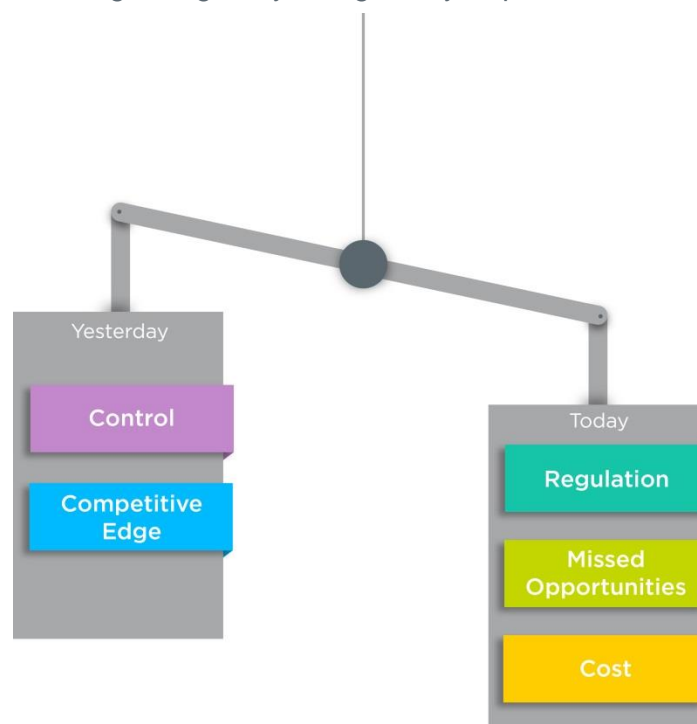 Yesterday
Control
Competitive
Edge
Today
Regulation
Missed
Opportunities
Cost